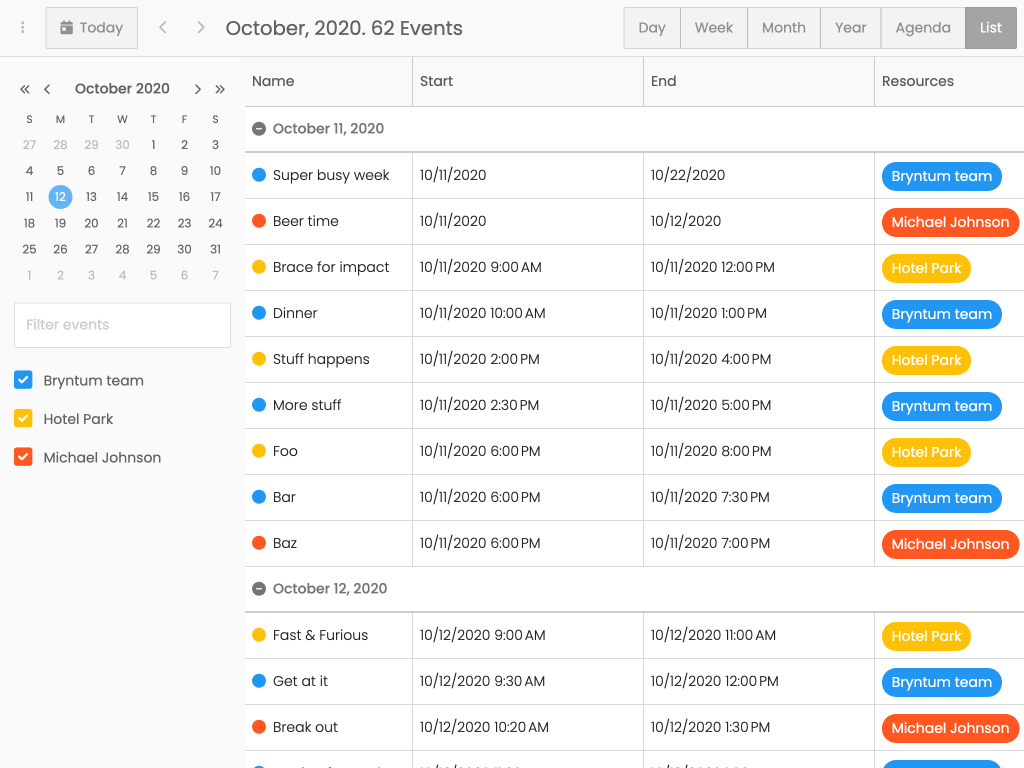 Today
October, 2020. 62 Events
Day Week Month Year Agenda List
October 2020
S M T W T F S
27 28 29 30 1 2 3
4 5 6 7 8 9 10
11 12 13 14 15 16 17
18 19 20 21 22 23 24
25 26 27 28 29 30 31
1 2 3 4 5 6 7
Filter events
Bryntum team
Hotel Park
Michael Johnson
Name Start End Resources
October 11, 2020
Super busy week 10/11/2020 10/22/2020 Bryntum team
Beer time 10/11/2020 10/12/2020 Michael Johnson
Brace for impact 10/11/2020 9:00 AM 10/11/2020 12:00 PM Hotel Park
Dinner 10/11/2020 10:00 AM 10/11/2020 1:00 PM Bryntum team
Stuff happens 10/11/2020 2:00 PM 10/11/2020 4:00 PM Hotel Park
More stuff 10/11/2020 2:30 PM 10/11/2020 5:00 PM Bryntum team
Foo 10/11/2020 6:00 PM 10/11/2020 8:00 PM Hotel Park
Bar 10/11/2020 6:00 PM 10/11/2020 7:30 PM Bryntum team
Baz 10/11/2020 6:00 PM 10/11/2020 7:00 PM Michael Johnson
October 12, 2020
Fast & Furious 10/12/2020 9:00 AM 10/12/2020 11:00 AM Hotel Park
Get at it 10/12/2020 9:30 AM 10/12/2020 12:00 PM Bryntum team
Break out 10/12/2020 10:20 AM 10/12/2020 1:30 PM Michael Johnson